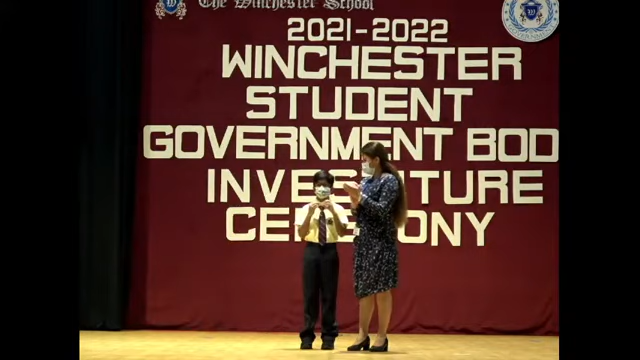 The Winchester School
2021-2022
WINCHESTER
STUDENT
GOVERNMENT BOD
INVES TURE
CE ONY